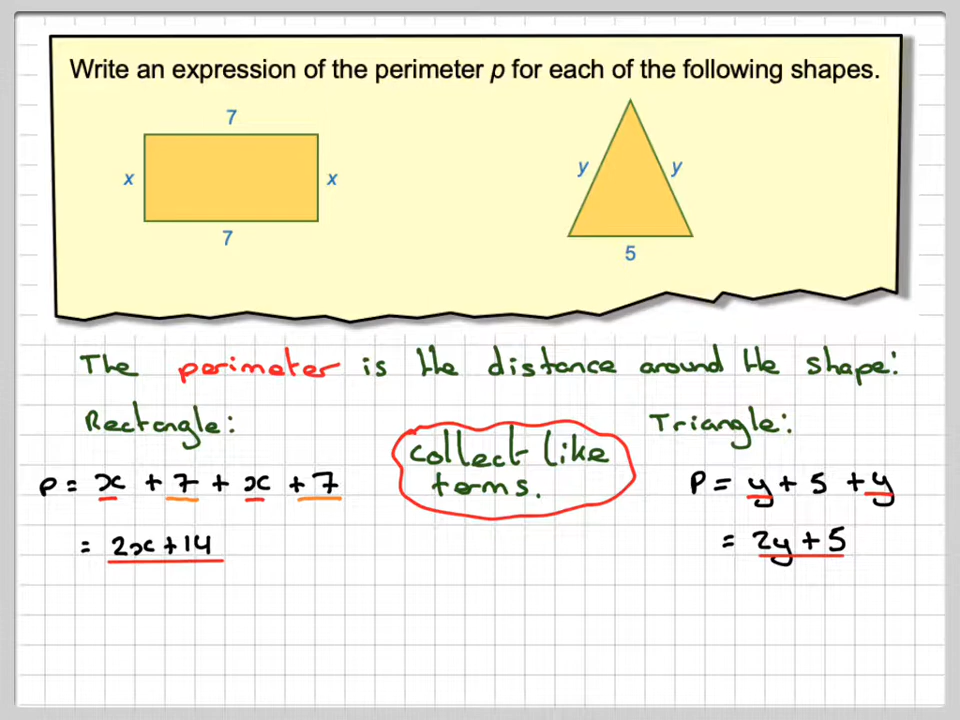 Write an expression of the perimeter p for each of the following shapes.
7
x
x
7
y
y
5
The perimeter is the distance around the shape:
Rectangle:
Triangle:
collect like
terms.
P = x + 7 + x + 7
= 2x + 14
P = y + 5 + y
= 2y + 5